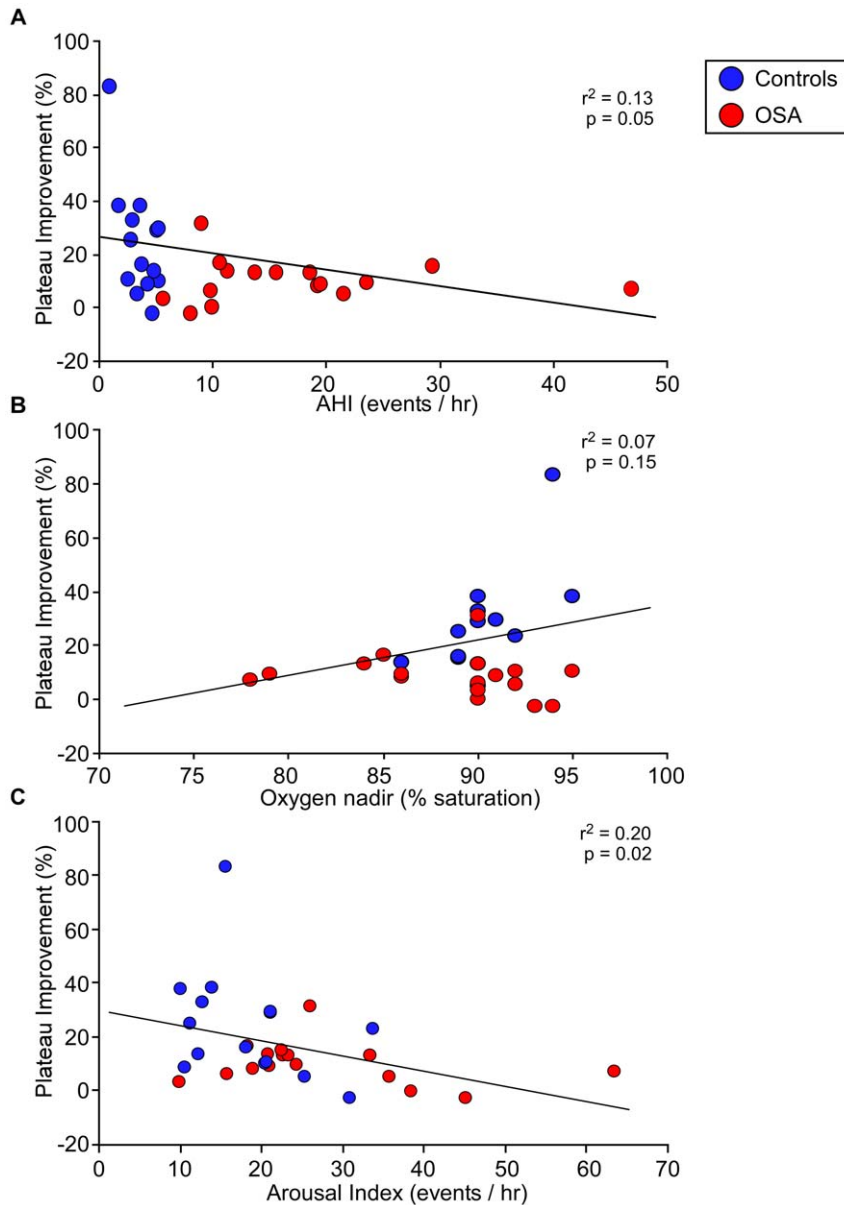 A
100
80
60
40
20
0
-20
Plateau Improvement (%)
r² = 0.13
p = 0.05
Controls
OSA
0 10 20 30 40 50
AHI (events / hr)
B
100
80
60
40
20
0
-20
Plateau Improvement (%)
r² = 0.07
p = 0.15
70 75 80 85 90 95 100
Oxygen nadir (% saturation)
C
100
80
60
40
20
0
-20
Plateau Improvement (%)
r² = 0.20
p = 0.02
0 10 20 30 40 50 60 70
Arousal Index (events / hr)